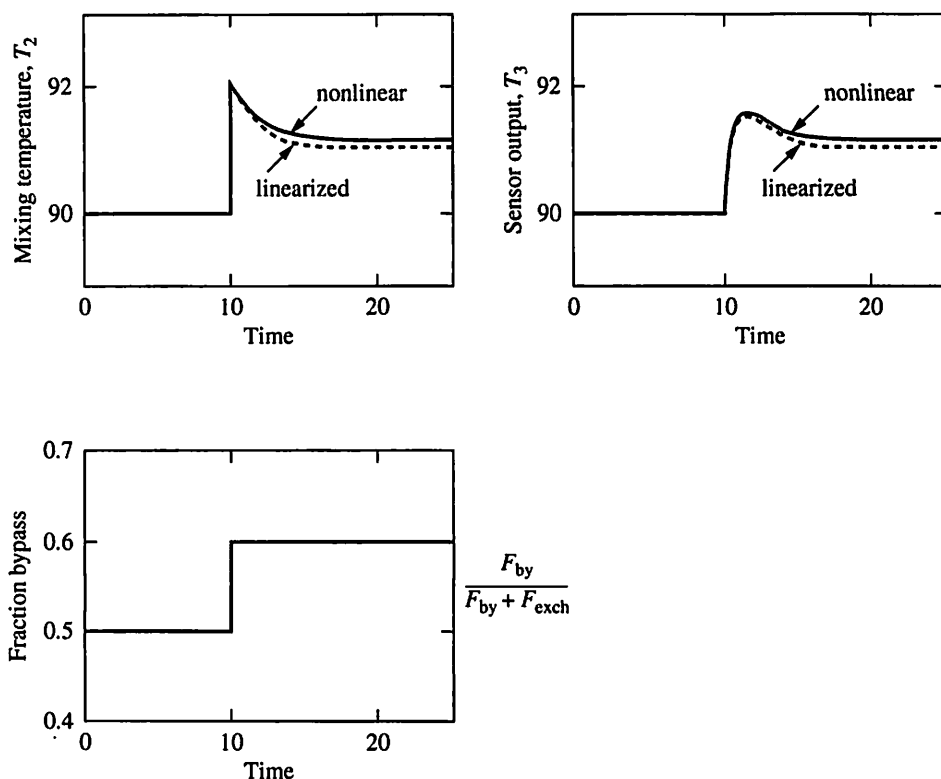 Mixing temperature, T2
92
90
nonlinear
linearized
0
10
20
Time
Sensor output, T3
92
90
nonlinear
linearized
0
10
20
Time
Fraction bypass
0.7
0.6
0.5
0.4
0
10
20
Time
Fby
Fby + Fexch